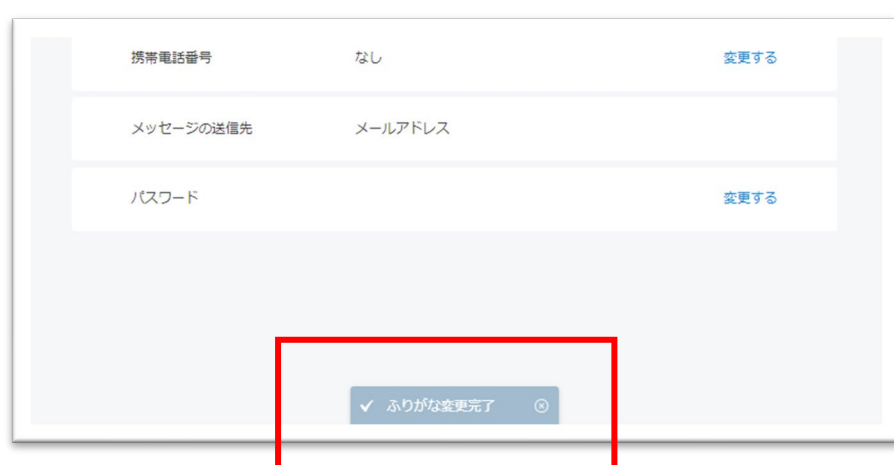 携帯電話番号 なし 変更する
メッセージの送信先 メールアドレス
パスワード 変更する
ふりがな変更完了